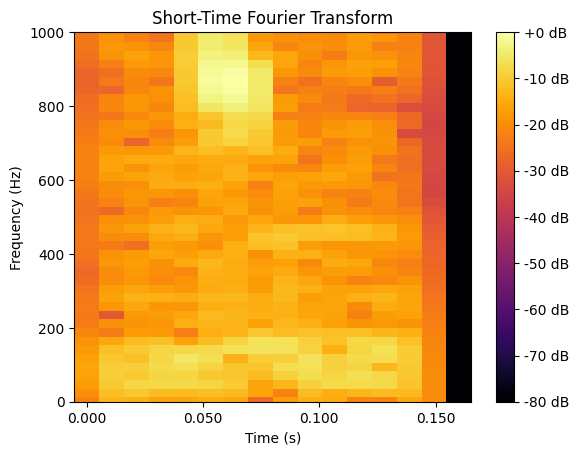 Short-Time Fourier Transform
1000
800
600
400
200
0
Frequency (Hz)
0.000
0.050
0.100
0.150
Time (s)
+0 dB
-10 dB
-20 dB
-30 dB
-40 dB
-50 dB
-60 dB
-70 dB
-80 dB